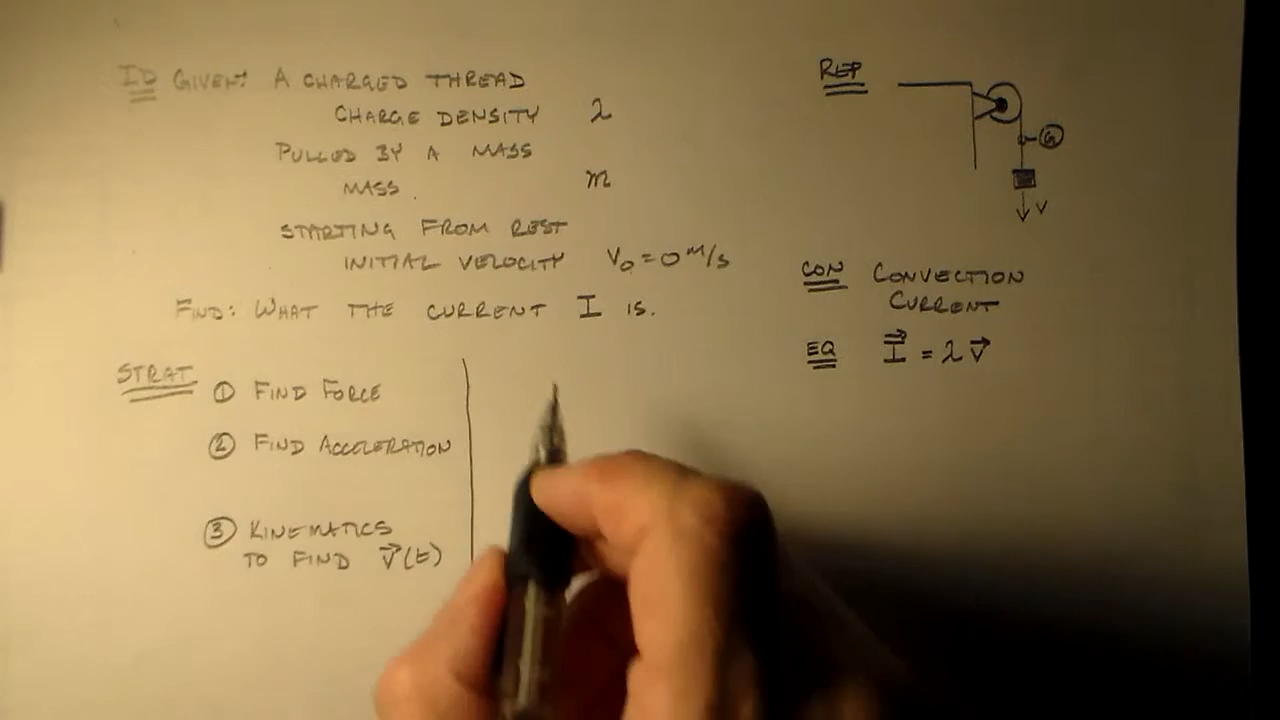 ID GIVEN: A CHARGED THREAD
CHARGE DENSITY λ
PULLED BY A MASS
MASS m
STARTING FROM REST
INITIAL VELOCITY V₀ = 0 m/s
FIND: WHAT THE CURRENT I IS.
STRAT ① FIND FORCE
② FIND ACCELERATION
③ KINEMATICS
TO FIND v⃗(t)
REP
G
V
CON CONVECTION
CURRENT
EQ I⃗ = λ v⃗